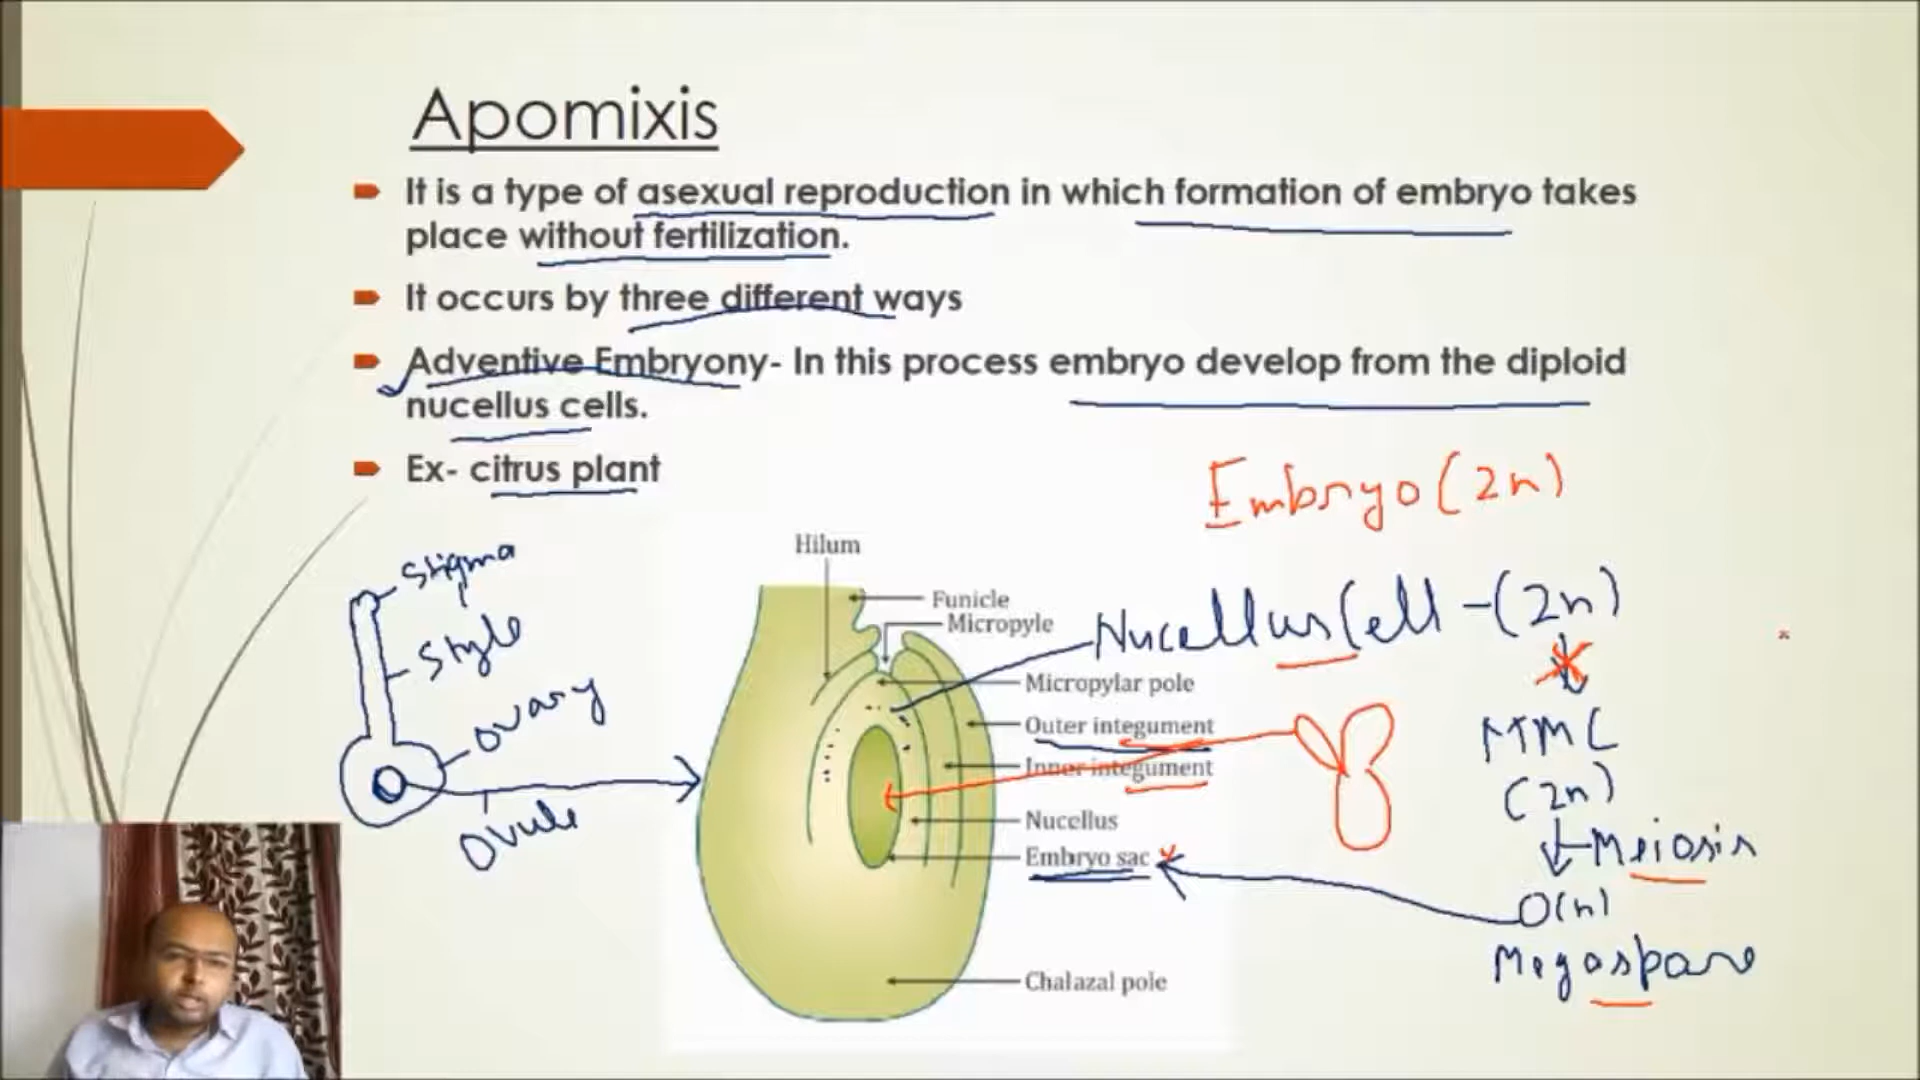 Apomixis
It is a type of asexual reproduction in which formation of embryo takes
place without fertilization.
It occurs by three different ways
Adventive Embryony- In this process embryo develop from the diploid
nucellus cells.
Ex- citrus plant
Embryo (2n)
Stigma
Style
Ovary
Ovule
Hilum
Funicle
Micropyle
Nucellus Cell - (2n)
Micropylar pole
Outer integument
Inner integument
Nucellus
Embryo sac
Chalazal pole
MMC
(2n)
Meiosis
O(n)
Megaspore